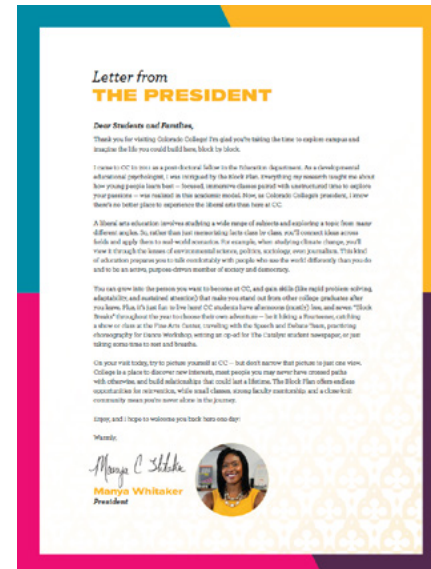 Letter from
THE PRESIDENT
Dear Students and Families,
Thank you for visiting Colorado College! I'm glad you're taking the time to explore campus and
imagine the life you could build here, block by block.
I came to CC in 2011 as a post-doctoral fellow in the Education department. As a developmental
educational psychologist, I was intrigued by the Block Plan. Everything my research taught me about
how young people learn best — focused, immersive classes paired with unstructured time to explore
your passions — was realized in this academic model. Now, as Colorado College's president, I know
there's no better place to experience the liberal arts than here at CC.
A liberal arts education involves studying a wide range of subjects and exploring a topic from many
different angles. So, rather than just memorizing facts class by class, you'll connect ideas across
fields and apply them to real-world scenarios. For example, when studying climate change, you'll
view it through the lenses of environmental science, politics, sociology, even journalism. This kind
of education prepares you to talk comfortably with people who see the world differently than you do
and to be an active, purpose-driven member of society and democracy.
You can grow into the person you want to become at CC, and gain skills (like rapid problem solving,
adaptability, and sustained attention) that make you stand out from other college graduates after
you leave. Plus, it's just fun to live here! CC students have afternoons (mostly) free, and seven "Block
Breaks" throughout the year to choose their own adventure — be it hiking a Fourteener, catching
a show or class at the Fine Arts Center, traveling with the Speech and Debate Team, practicing
choreography for Dance Workshop, writing an op-ed for The Catalyst student newspaper, or just
taking some time to rest and breathe.
On your visit today, try to picture yourself at CC — but don't narrow that picture to just one view.
College is a place to discover new interests, meet people you may never have crossed paths
with otherwise, and build relationships that could last a lifetime. The Block Plan offers endless
opportunities for reinvention, while small classes, strong faculty mentorship, and a close-knit
community mean you're never alone in the journey.
Enjoy, and I hope to welcome you back here one day!
Warmly,
Manya C Whitaker
Manya Whitaker
President